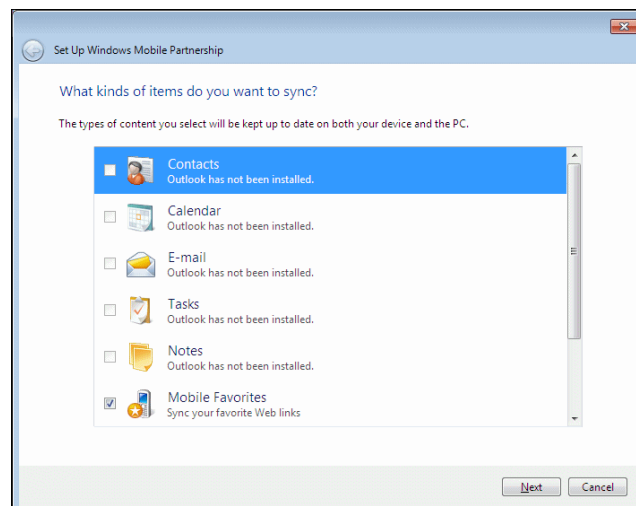 Set Up Windows Mobile Partnership
What kinds of items do you want to sync?
The types of content you select will be kept up to date on both your device and the PC.
Contacts
Outlook has not been installed.
Calendar
Outlook has not been installed.
E-mail
Outlook has not been installed.
Tasks
Outlook has not been installed.
Notes
Outlook has not been installed.
Mobile Favorites
Sync your favorite Web links
Next Cancel